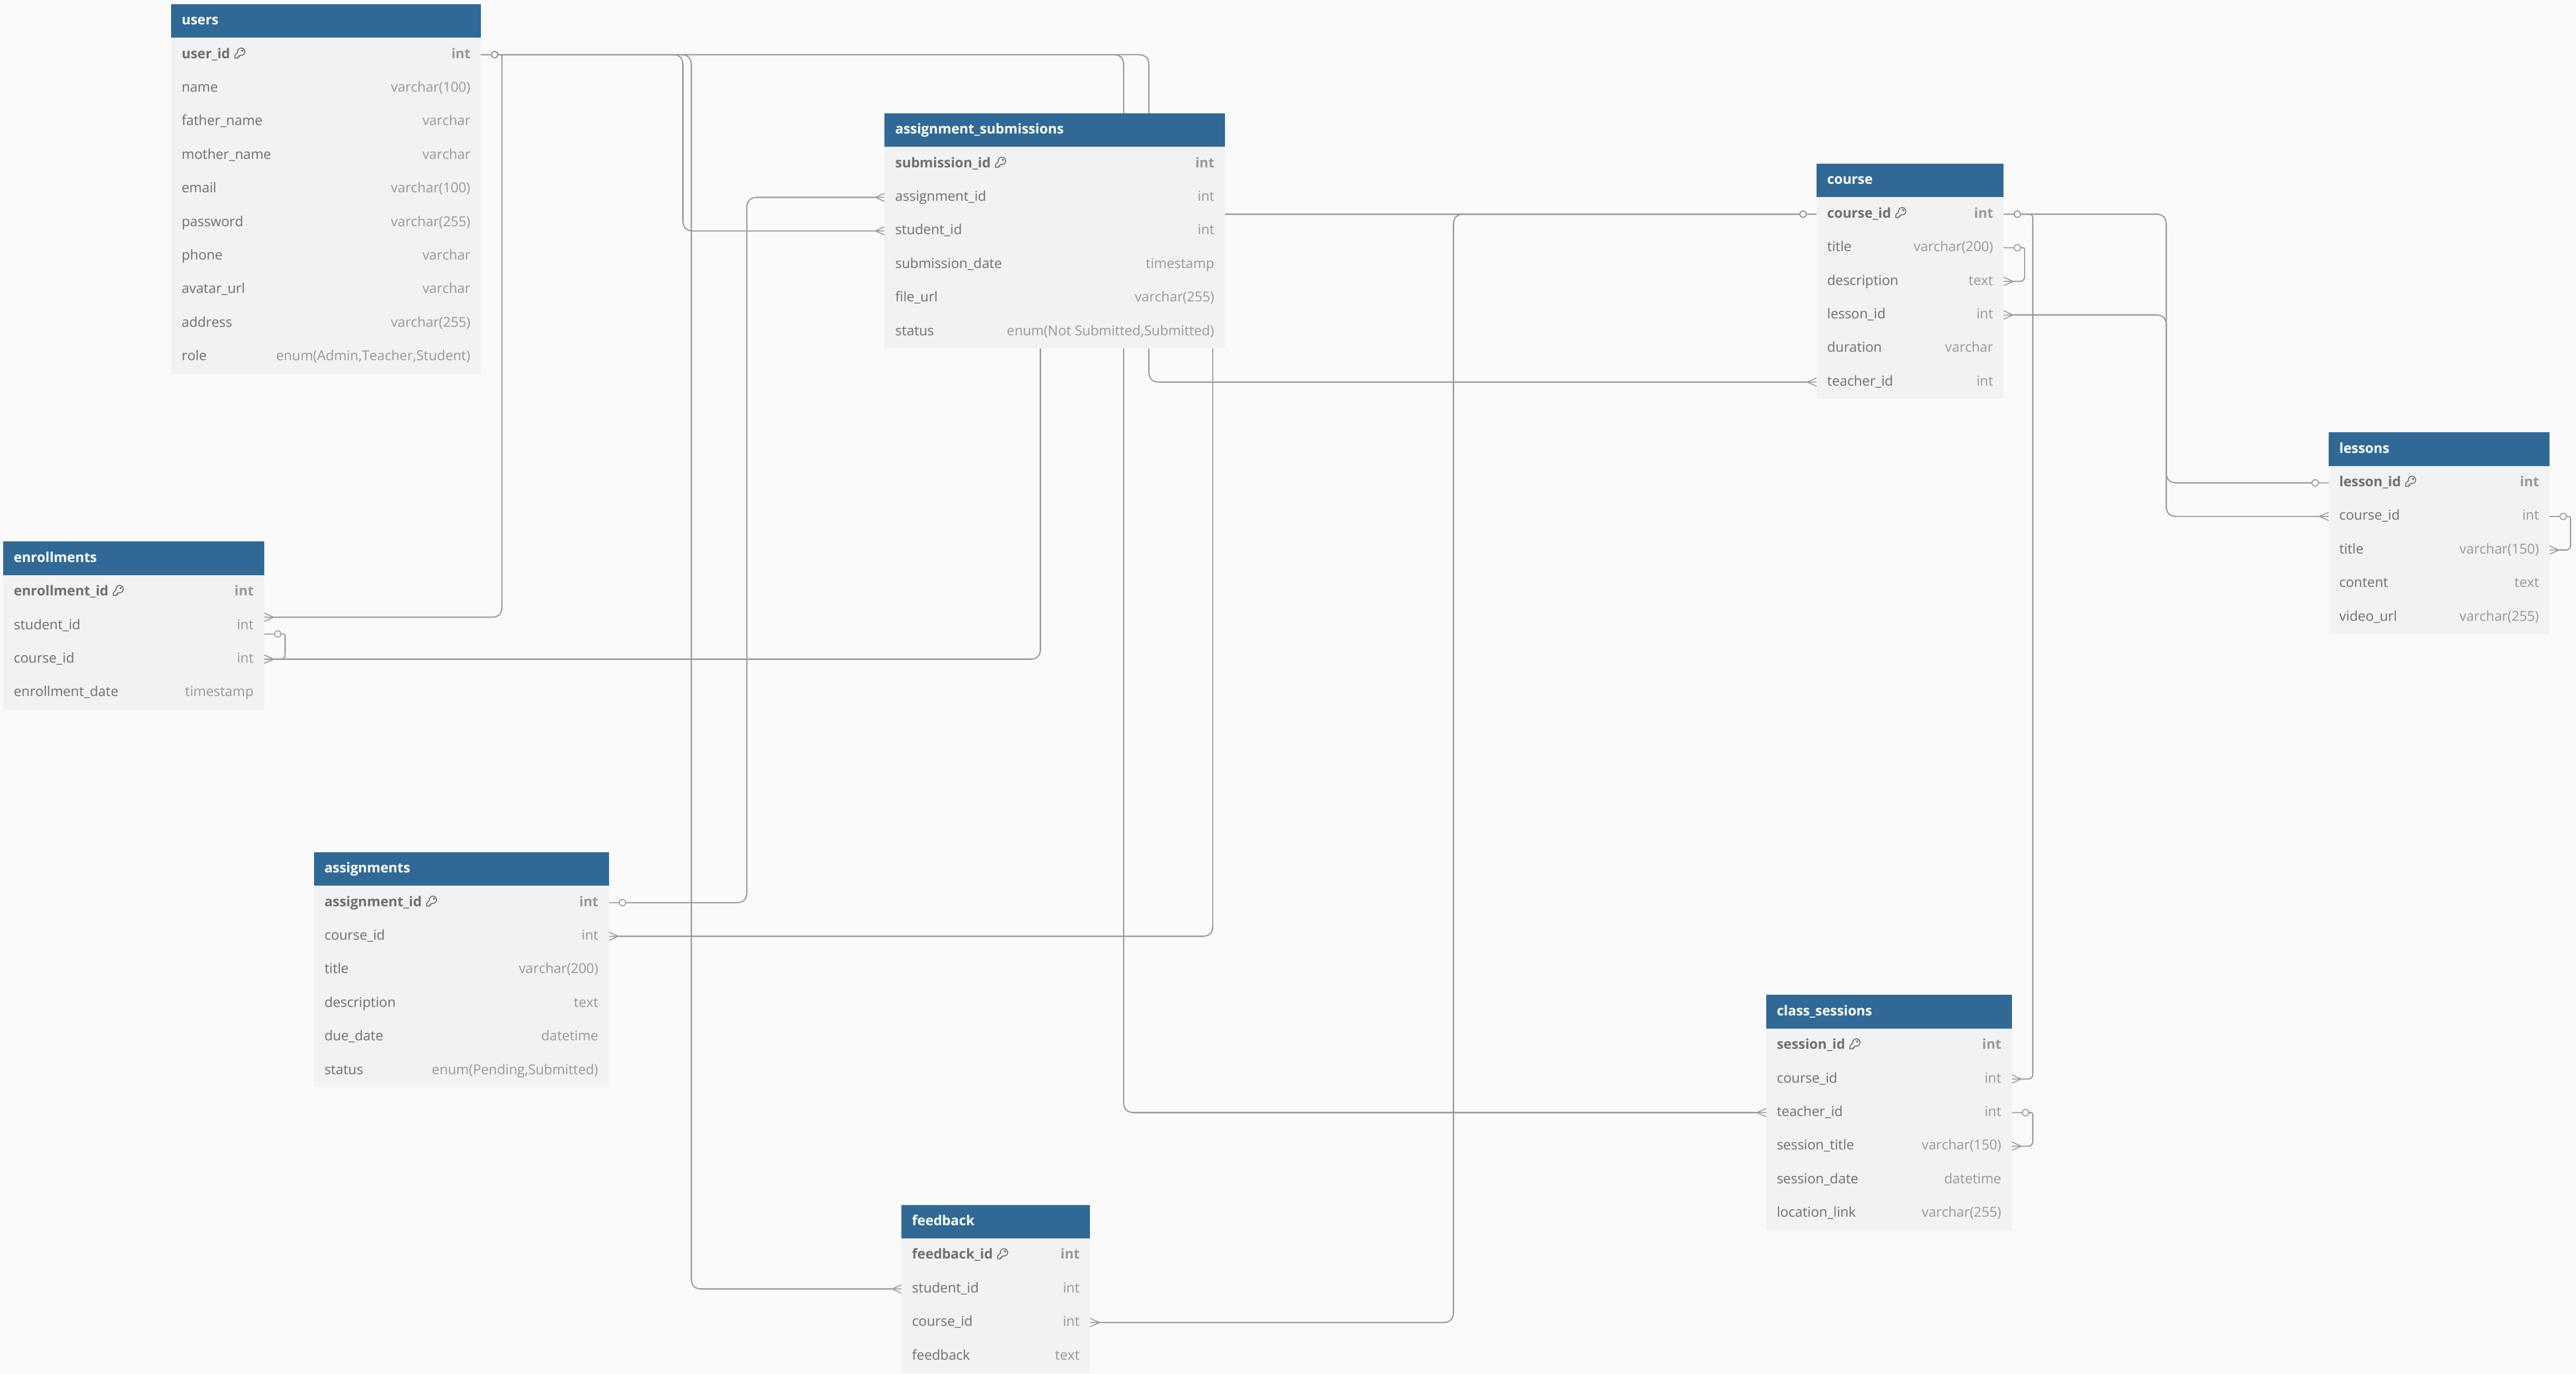 users
user_id int
name varchar(100)
father_name varchar
mother_name varchar
email varchar(100)
password varchar(255)
phone varchar
avatar_url varchar
address varchar(255)
role enum(Admin,Teacher,Student)
assignment_submissions
submission_id int
assignment_id int
student_id int
submission_date timestamp
file_url varchar(255)
status enum(Not Submitted,Submitted)
course
course_id int
title varchar(200)
description text
lesson_id int
duration varchar
teacher_id int
lessons
lesson_id int
course_id int
title varchar(150)
content text
video_url varchar(255)
enrollments
enrollment_id int
student_id int
course_id int
enrollment_date timestamp
assignments
assignment_id int
course_id int
title varchar(200)
description text
due_date datetime
status enum(Pending,Submitted)
class_sessions
session_id int
course_id int
teacher_id int
session_title varchar(150)
session_date datetime
location_link varchar(255)
feedback
feedback_id int
student_id int
course_id int
feedback text